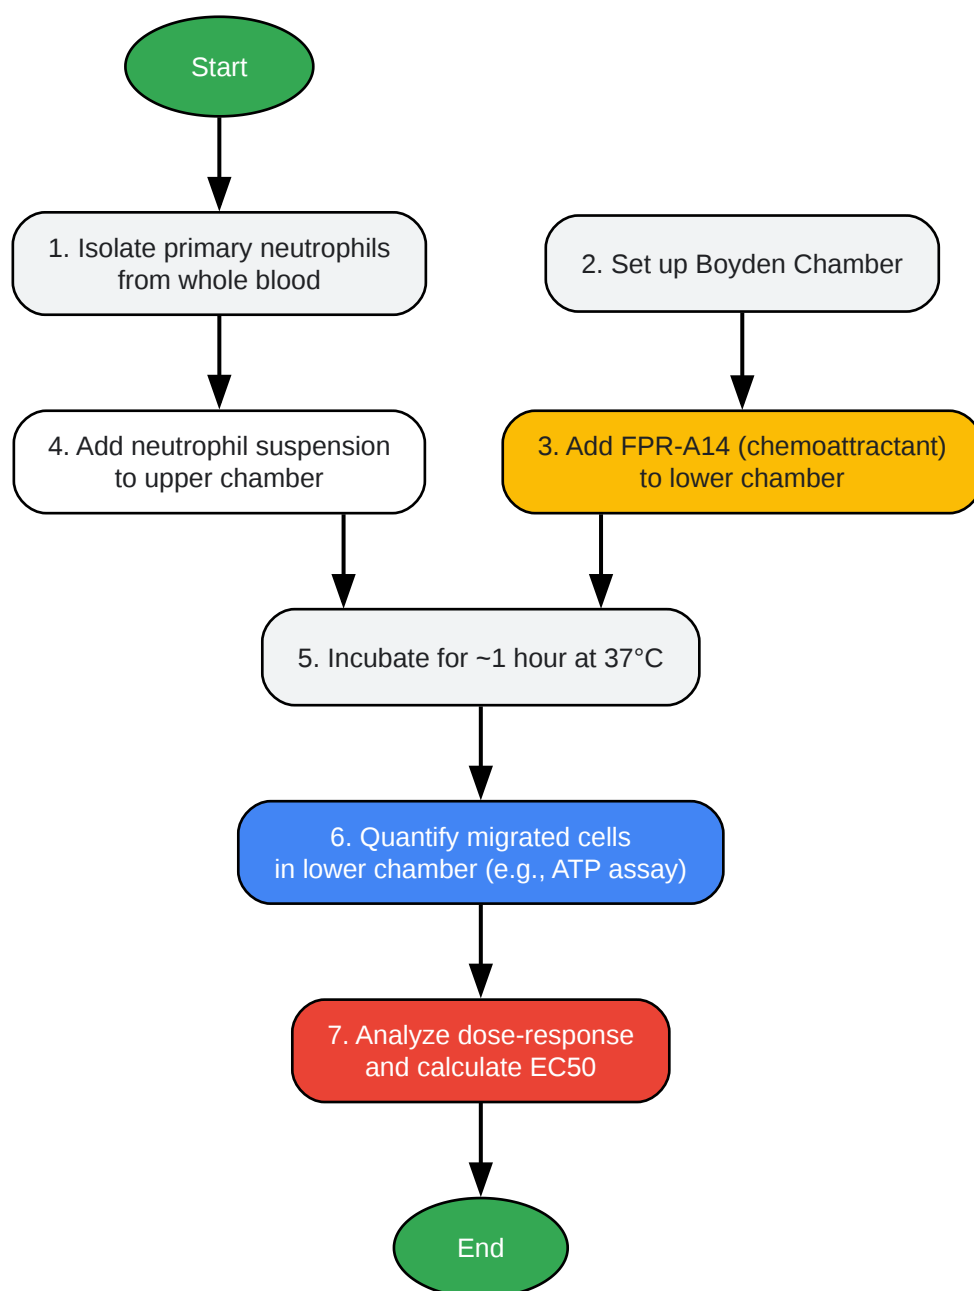 Start
1. Isolate primary neutrophils
from whole blood
2. Set up Boyden Chamber
4. Add neutrophil suspension
to upper chamber
3. Add FPR-A14 (chemoattractant)
to lower chamber
5. Incubate for ~1 hour at 37°C
6. Quantify migrated cells
in lower chamber (e.g., ATP assay)
7. Analyze dose-response
and calculate EC50
End